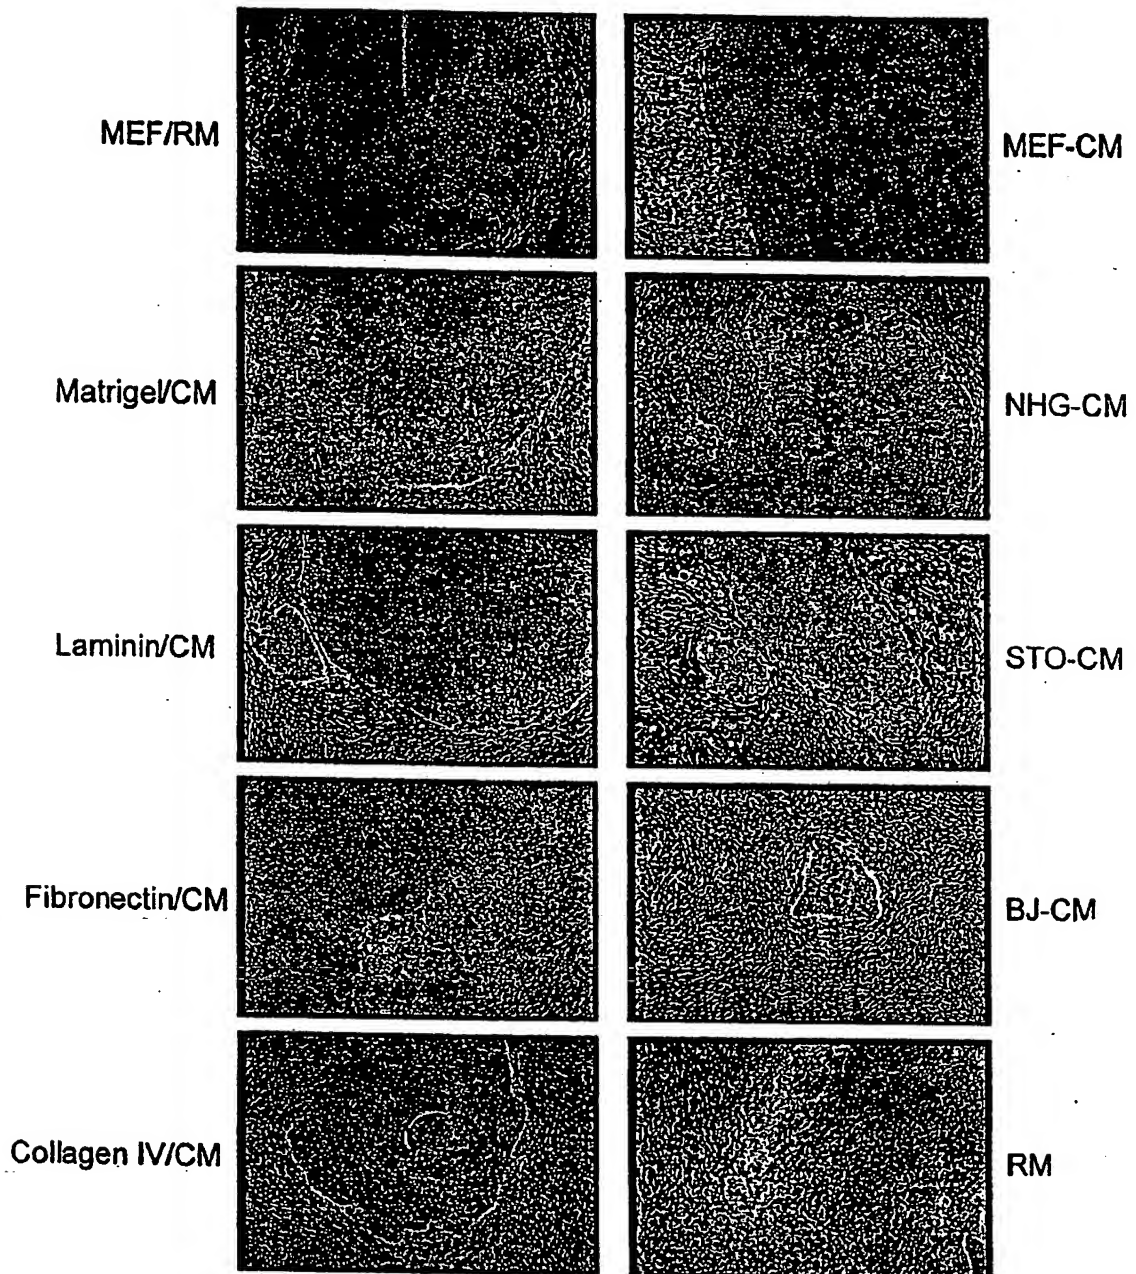 MEF/RM
MEF-CM
Matrigel/CM
NHG-CM
Laminin/CM
STO-CM
Fibronectin/CM
BJ-CM
Collagen IV/CM
RM